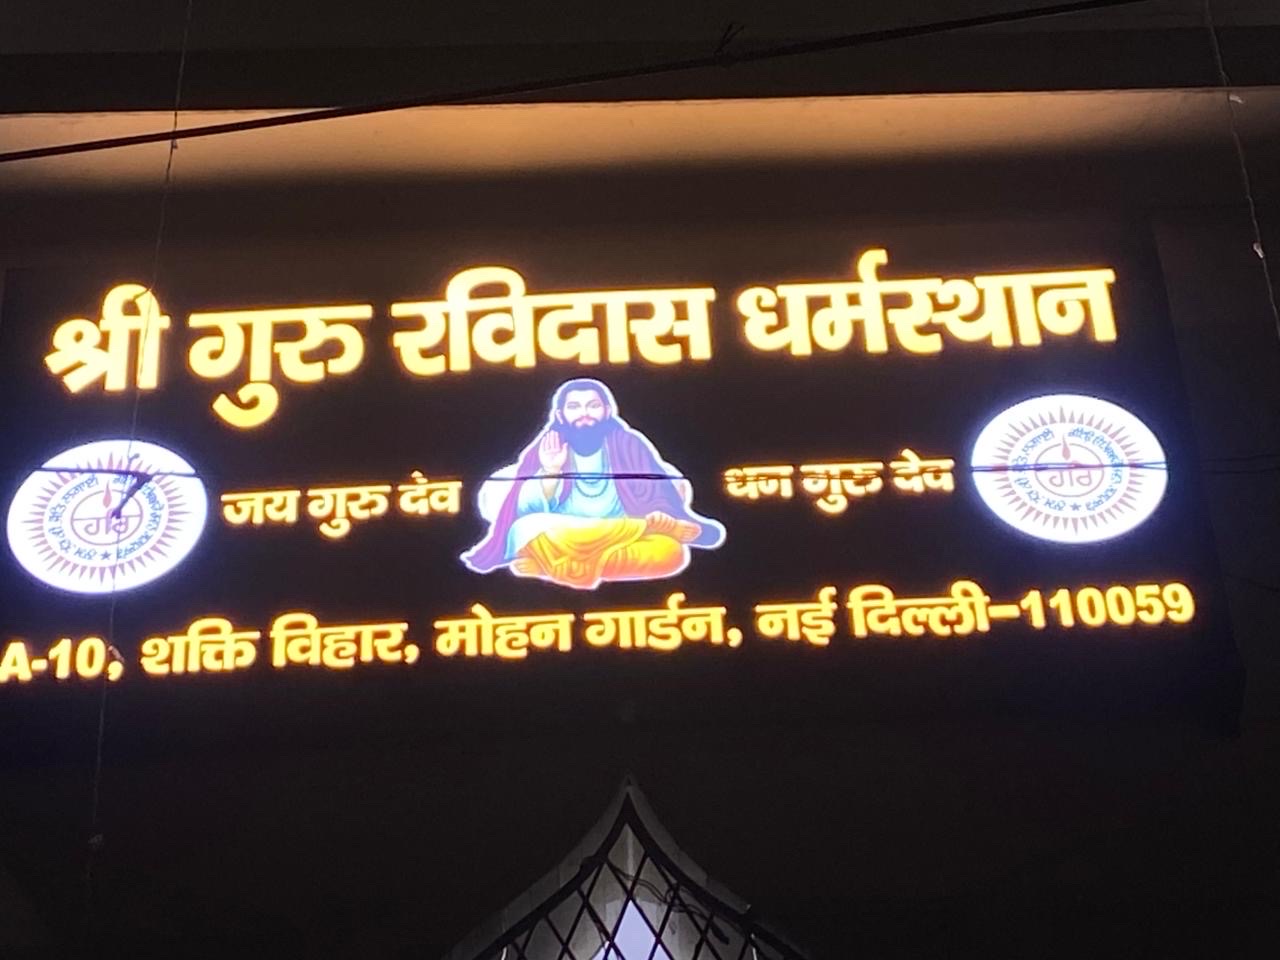 श्री गुरु रविदास धर्मस्थान
जय गुरु देव
धन गुरु देव
A-10, शक्ति विहार, मोहन गार्डन, नई दिल्ली-110059